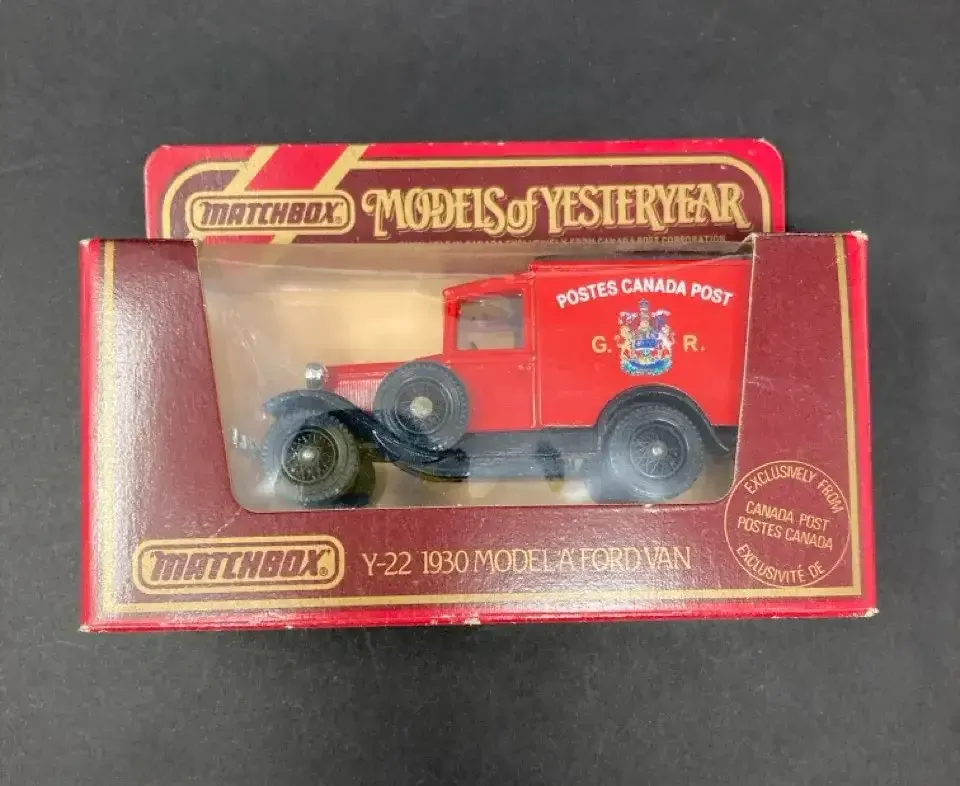 MATCHBOX®
MODELS of YESTERYEAR
POSTES CANADA POST
G. R.
MATCHBOX®
Y-22 1930 MODEL 'A' FORD VAN
EXCLUSIVELY FROM
CANADA POST
POSTES CANADA
EXCLUSIVITÉ DE